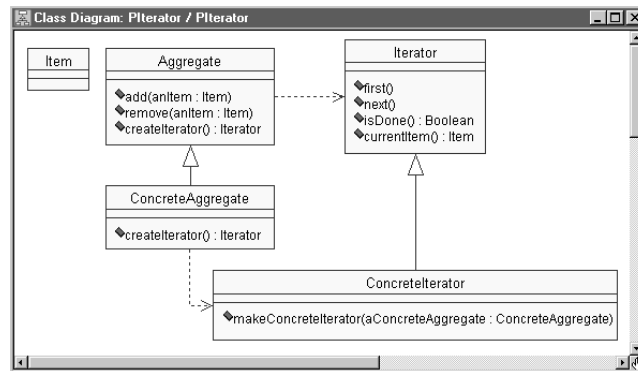 Class Diagram: PIterator / PIterator
Item
Aggregate
add(anItem : Item)
remove(anItem : Item)
createIterator() : Iterator
Iterator
first()
next()
isDone() : Boolean
currentItem() : Item
ConcreteAggregate
createIterator() : Iterator
ConcreteIterator
makeConcreteIterator(aConcreteAggregate : ConcreteAggregate)